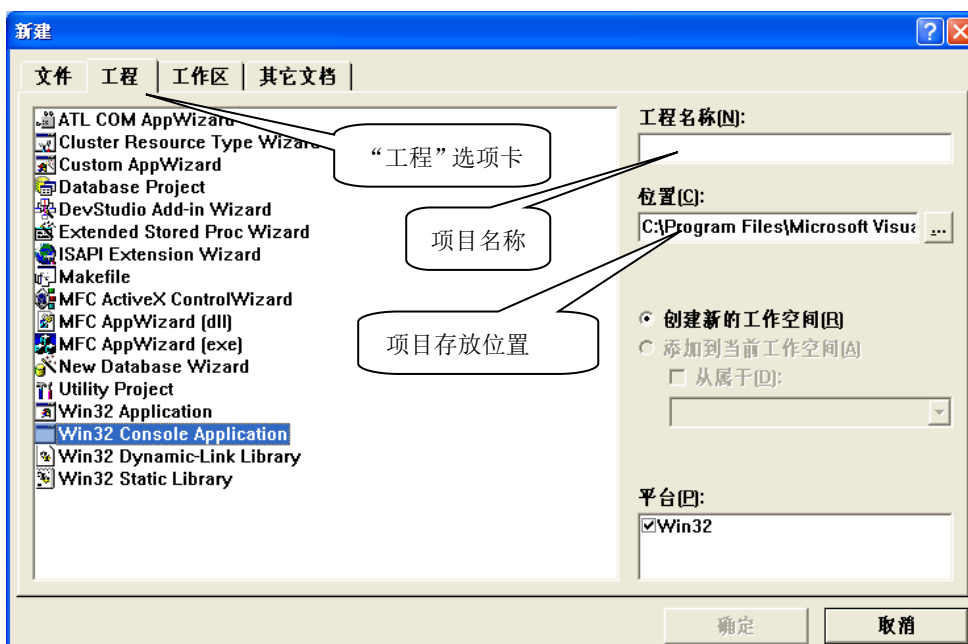 新建
文件 工程 工作区 其它文档
ATL COM AppWizard
Cluster Resource Type Wizard
Custom AppWizard
Database Project
DevStudio Add-in Wizard
Extended Stored Proc Wizard
ISAPI Extension Wizard
Makefile
MFC ActiveX ControlWizard
MFC AppWizard (dll)
MFC AppWizard (exe)
New Database Wizard
Utility Project
Win32 Application
Win32 Console Application
Win32 Dynamic-Link Library
Win32 Static Library
“工程”选项卡
项目名称
项目存放位置
工程名称(N):
位置(C):
C:\Program Files\Microsoft Visua ...
创建新的工作空间(R)
添加到当前工作空间(A)
从属于(D):
平台(P):
Win32
确定 取消